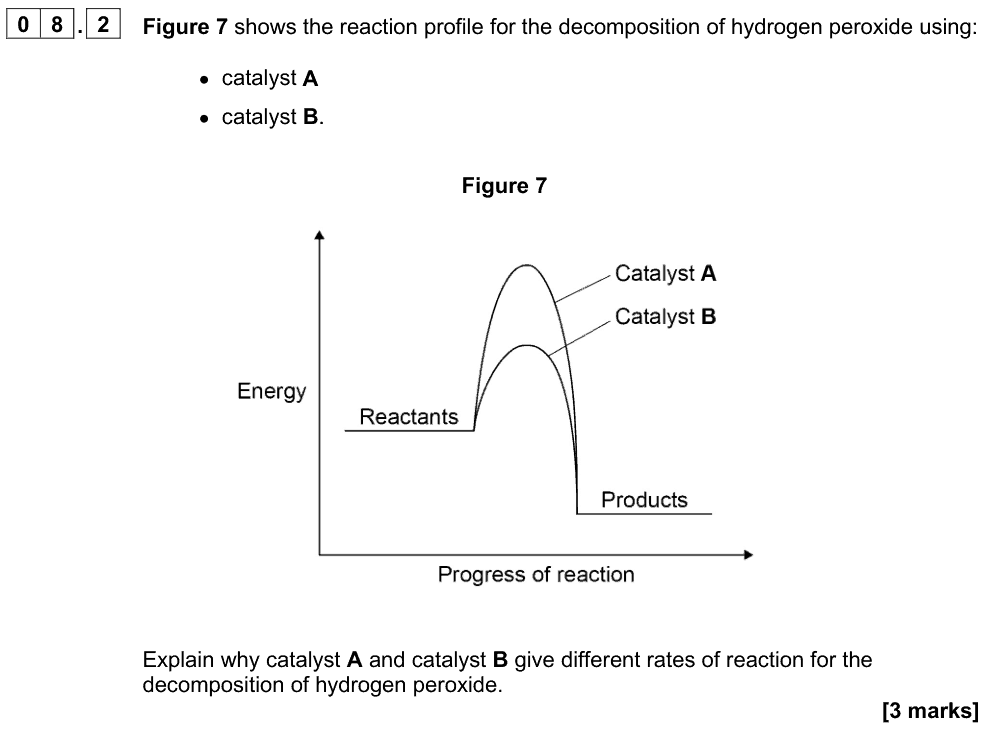 0 8 . 2 Figure 7 shows the reaction profile for the decomposition of hydrogen peroxide using:
• catalyst A
• catalyst B.
Figure 7
Catalyst A
Catalyst B
Energy
Reactants
Products
Progress of reaction
Explain why catalyst A and catalyst B give different rates of reaction for the
decomposition of hydrogen peroxide.
[3 marks]